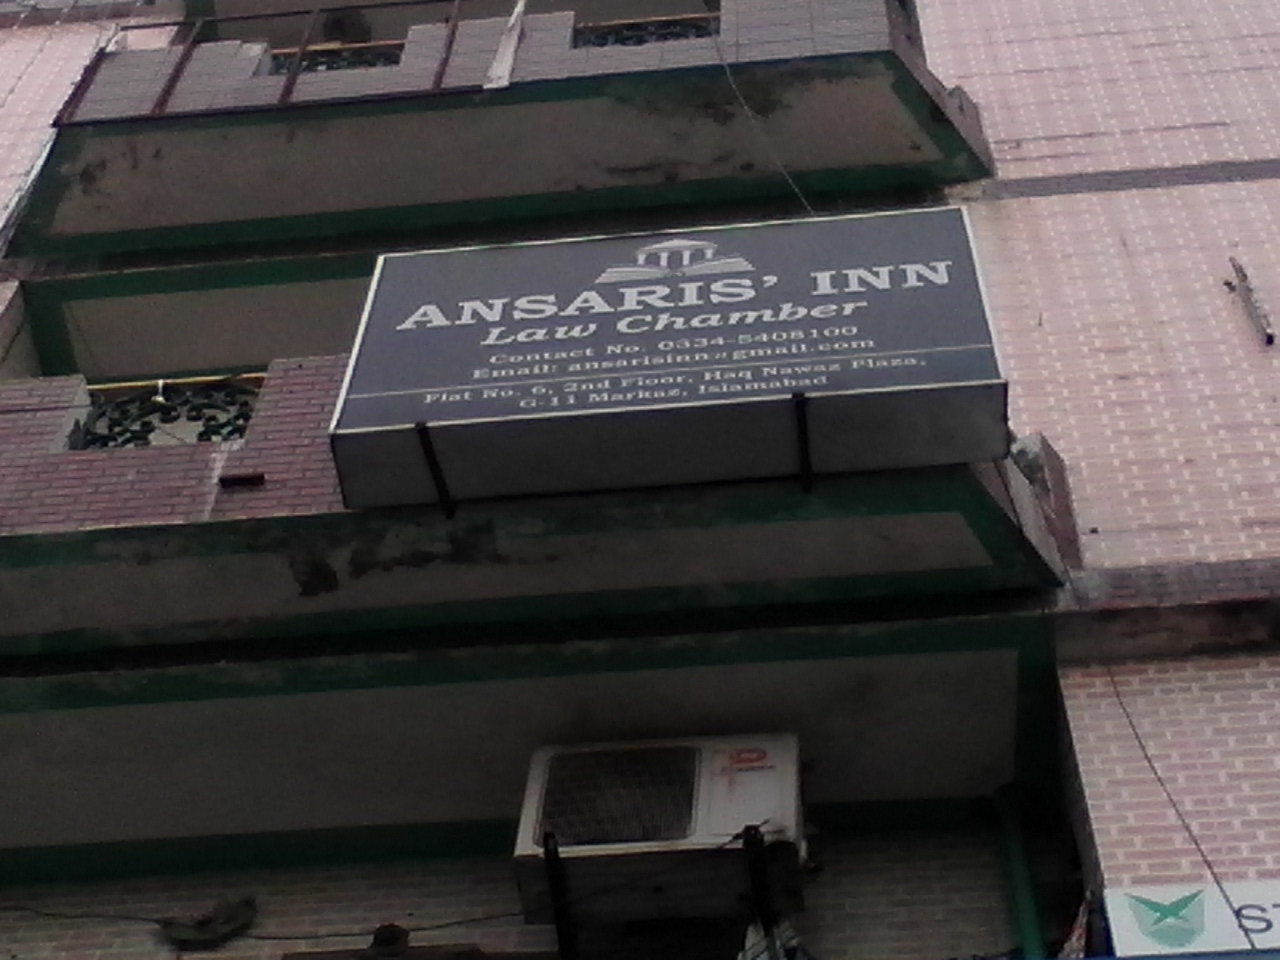 ANSARIS' INN
Law Chamber
Contact No. 0334-5408100
Email: ansarisinn@gmail.com
Flat No. 6, 2nd Floor, Haq Nawaz Plaza,
G-11 Markaz, Islamabad